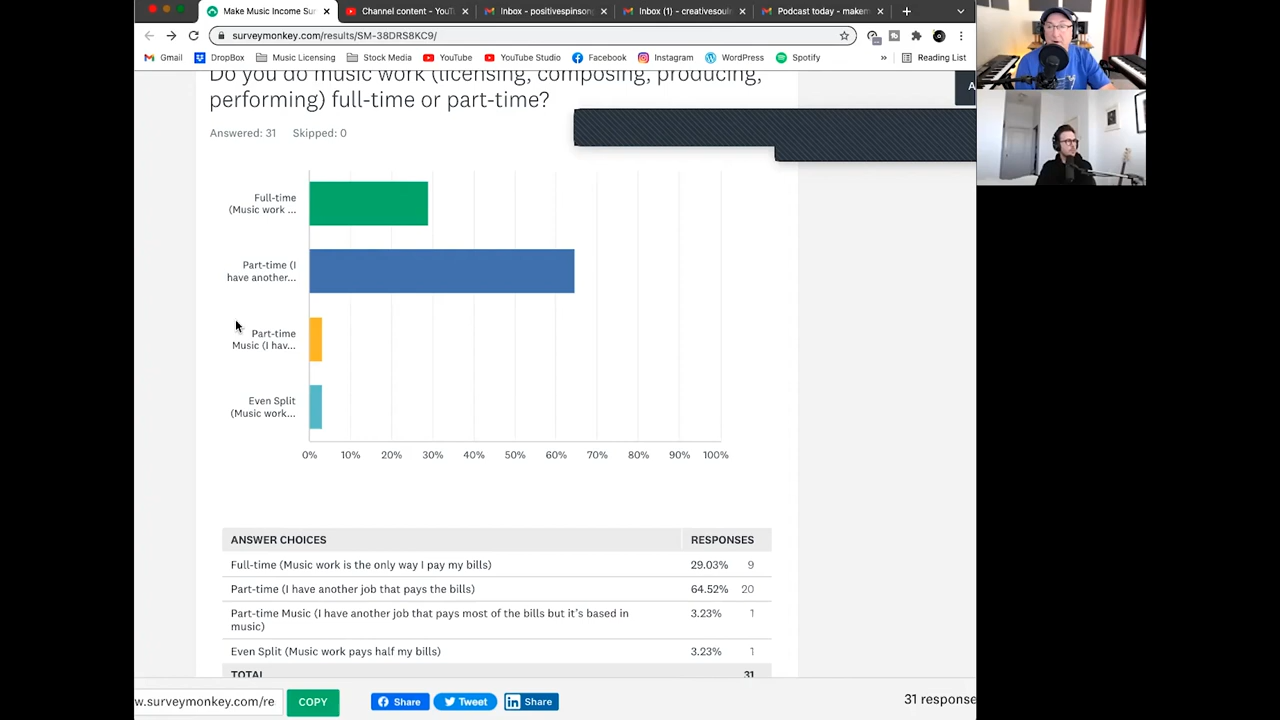 Make Music Income Sur
Channel content - YouT
Inbox - positivespinsong
Inbox (1) - creativesoul
Podcast today - makem
surveymonkey.com/results/SM-38DRS8KC9/
Gmail
DropBox
Music Licensing
Stock Media
YouTube
YouTube Studio
Facebook
Instagram
WordPress
Spotify
»
Reading List
Do you do music work (licensing, composing, producing,
performing) full-time or part-time?
A
Answered: 31 Skipped: 0
Full-time
(Music work ...
Part-time (I
have another...
Part-time
Music (I hav...
Even Split
(Music work...
0% 10% 20% 30% 40% 50% 60% 70% 80% 90% 100%
ANSWER CHOICES RESPONSES
Full-time (Music work is the only way I pay my bills) 29.03% 9
Part-time (I have another job that pays the bills) 64.52% 20
Part-time Music (I have another job that pays most of the bills but it's based in
music) 3.23% 1
Even Split (Music work pays half my bills) 3.23% 1
TOTAL 31
w.surveymonkey.com/re
COPY
Share
Tweet
Share
31 response